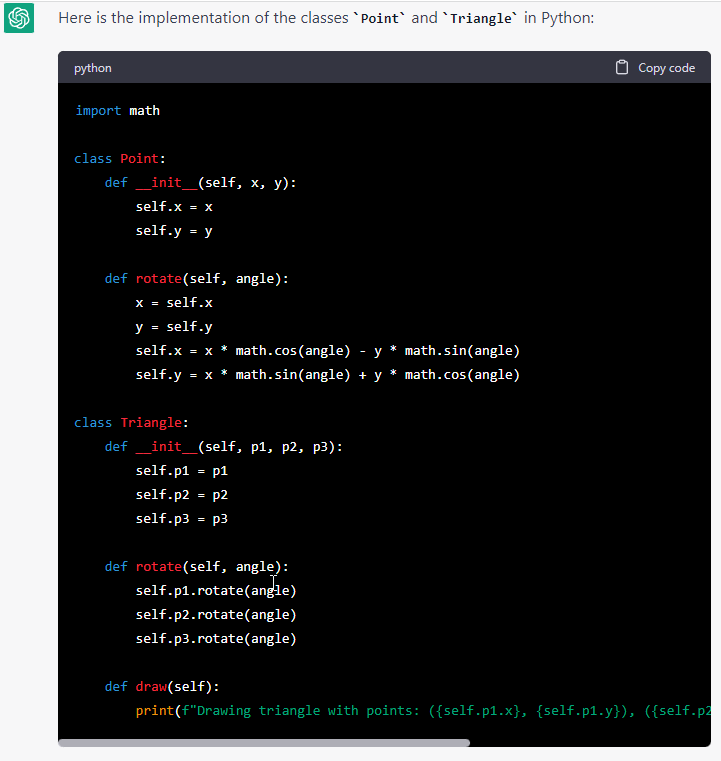 Here is the implementation of the classes `Point` and `Triangle` in Python:
python
Copy code
import math
class Point:
    def __init__(self, x, y):
        self.x = x
        self.y = y
    def rotate(self, angle):
        x = self.x
        y = self.y
        self.x = x * math.cos(angle) - y * math.sin(angle)
        self.y = x * math.sin(angle) + y * math.cos(angle)
class Triangle:
    def __init__(self, p1, p2, p3):
        self.p1 = p1
        self.p2 = p2
        self.p3 = p3
    def rotate(self, angle):
        self.p1.rotate(angle)
        self.p2.rotate(angle)
        self.p3.rotate(angle)
    def draw(self):
        print(f"Drawing triangle with points: ({self.p1.x}, {self.p1.y}), ({self.p2